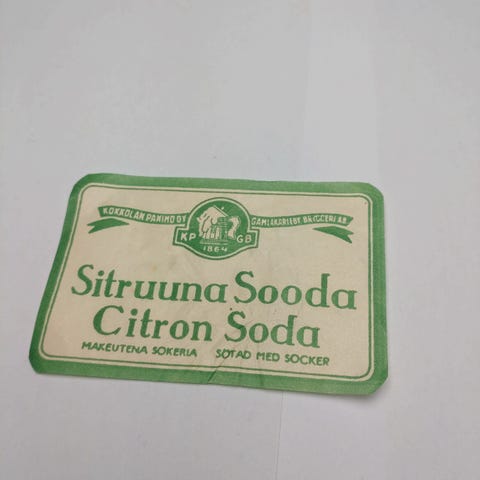 KOKKOLAN PANIMO OY GAMLAKARLEBY BRYGGERI AB
KP GB
1864
Sitruuna Sooda
Citron Soda
MAKEUTENA SOKERIA SÖTAD MED SOCKER